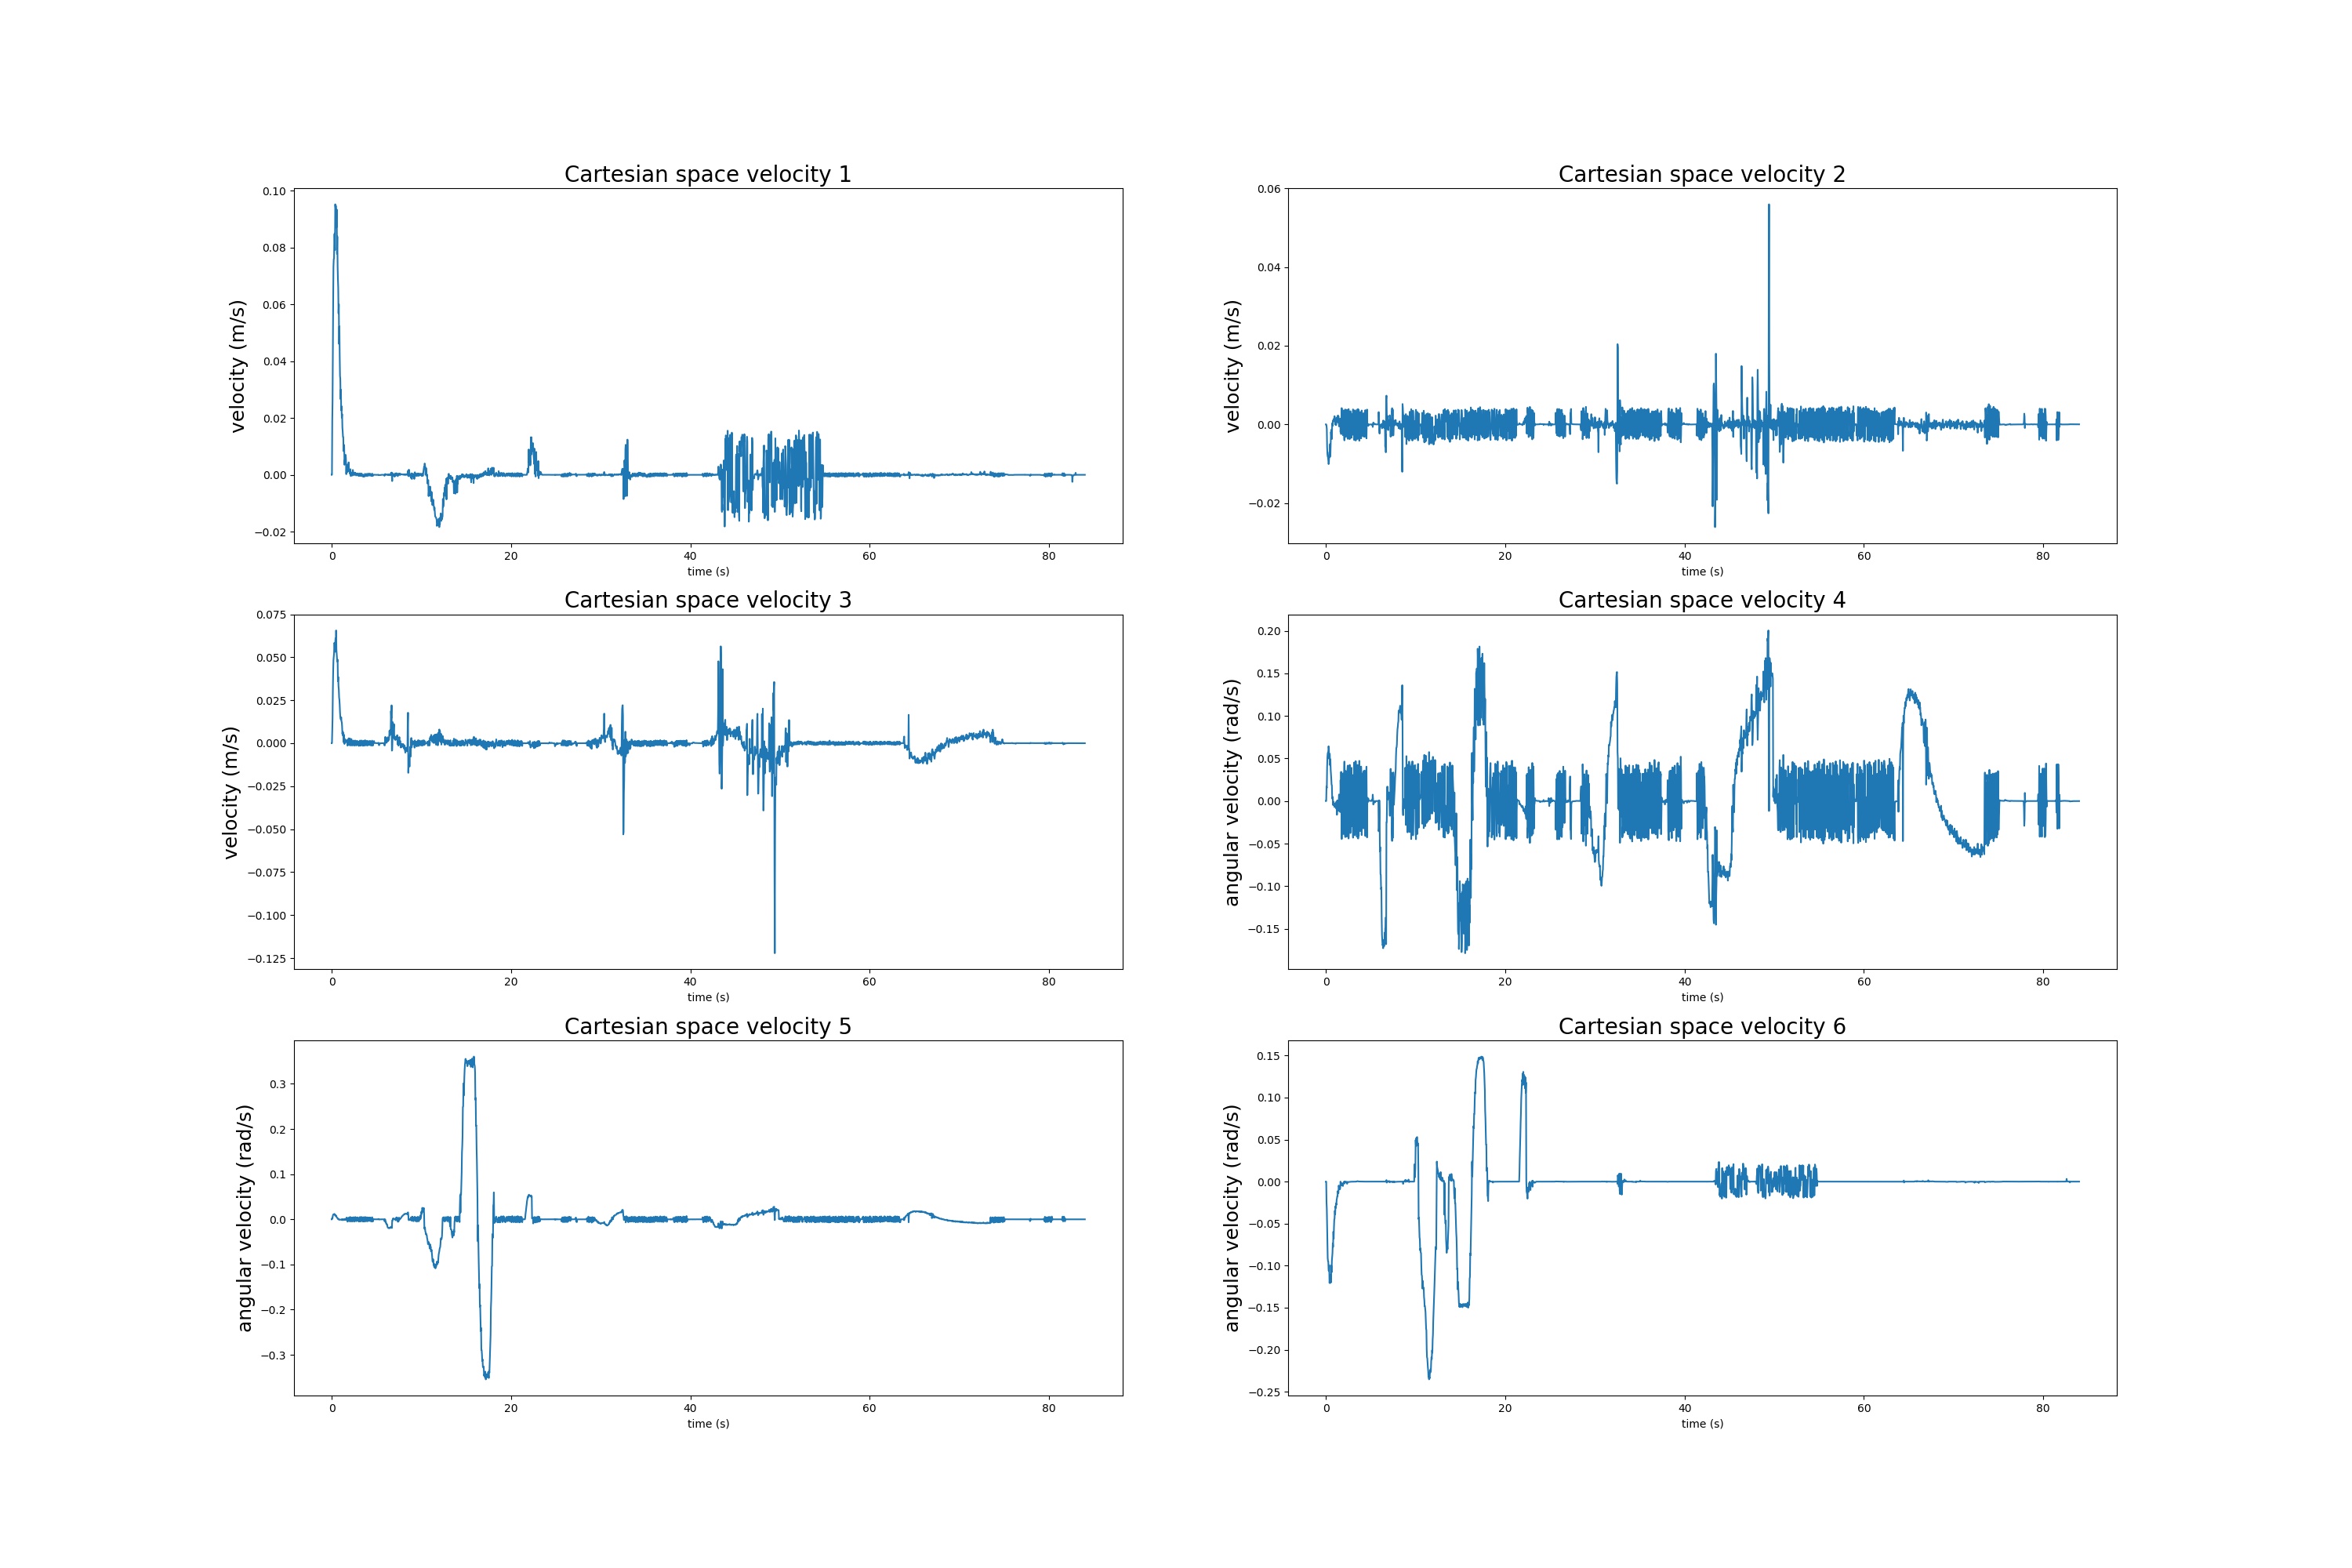 Cartesian space velocity 1
velocity (m/s)
0.10
0.08
0.06
0.04
0.02
0.00
−0.02
0 20 40 60 80
time (s)
Cartesian space velocity 2
velocity (m/s)
0.06
0.04
0.02
0.00
−0.02
0 20 40 60 80
time (s)
Cartesian space velocity 3
velocity (m/s)
0.075
0.050
0.025
0.000
−0.025
−0.050
−0.075
−0.100
−0.125
0 20 40 60 80
time (s)
Cartesian space velocity 4
angular velocity (rad/s)
0.20
0.15
0.10
0.05
0.00
−0.05
−0.10
−0.15
0 20 40 60 80
time (s)
Cartesian space velocity 5
angular velocity (rad/s)
0.3
0.2
0.1
0.0
−0.1
−0.2
−0.3
0 20 40 60 80
time (s)
Cartesian space velocity 6
angular velocity (rad/s)
0.15
0.10
0.05
0.00
−0.05
−0.10
−0.15
−0.20
−0.25
0 20 40 60 80
time (s)